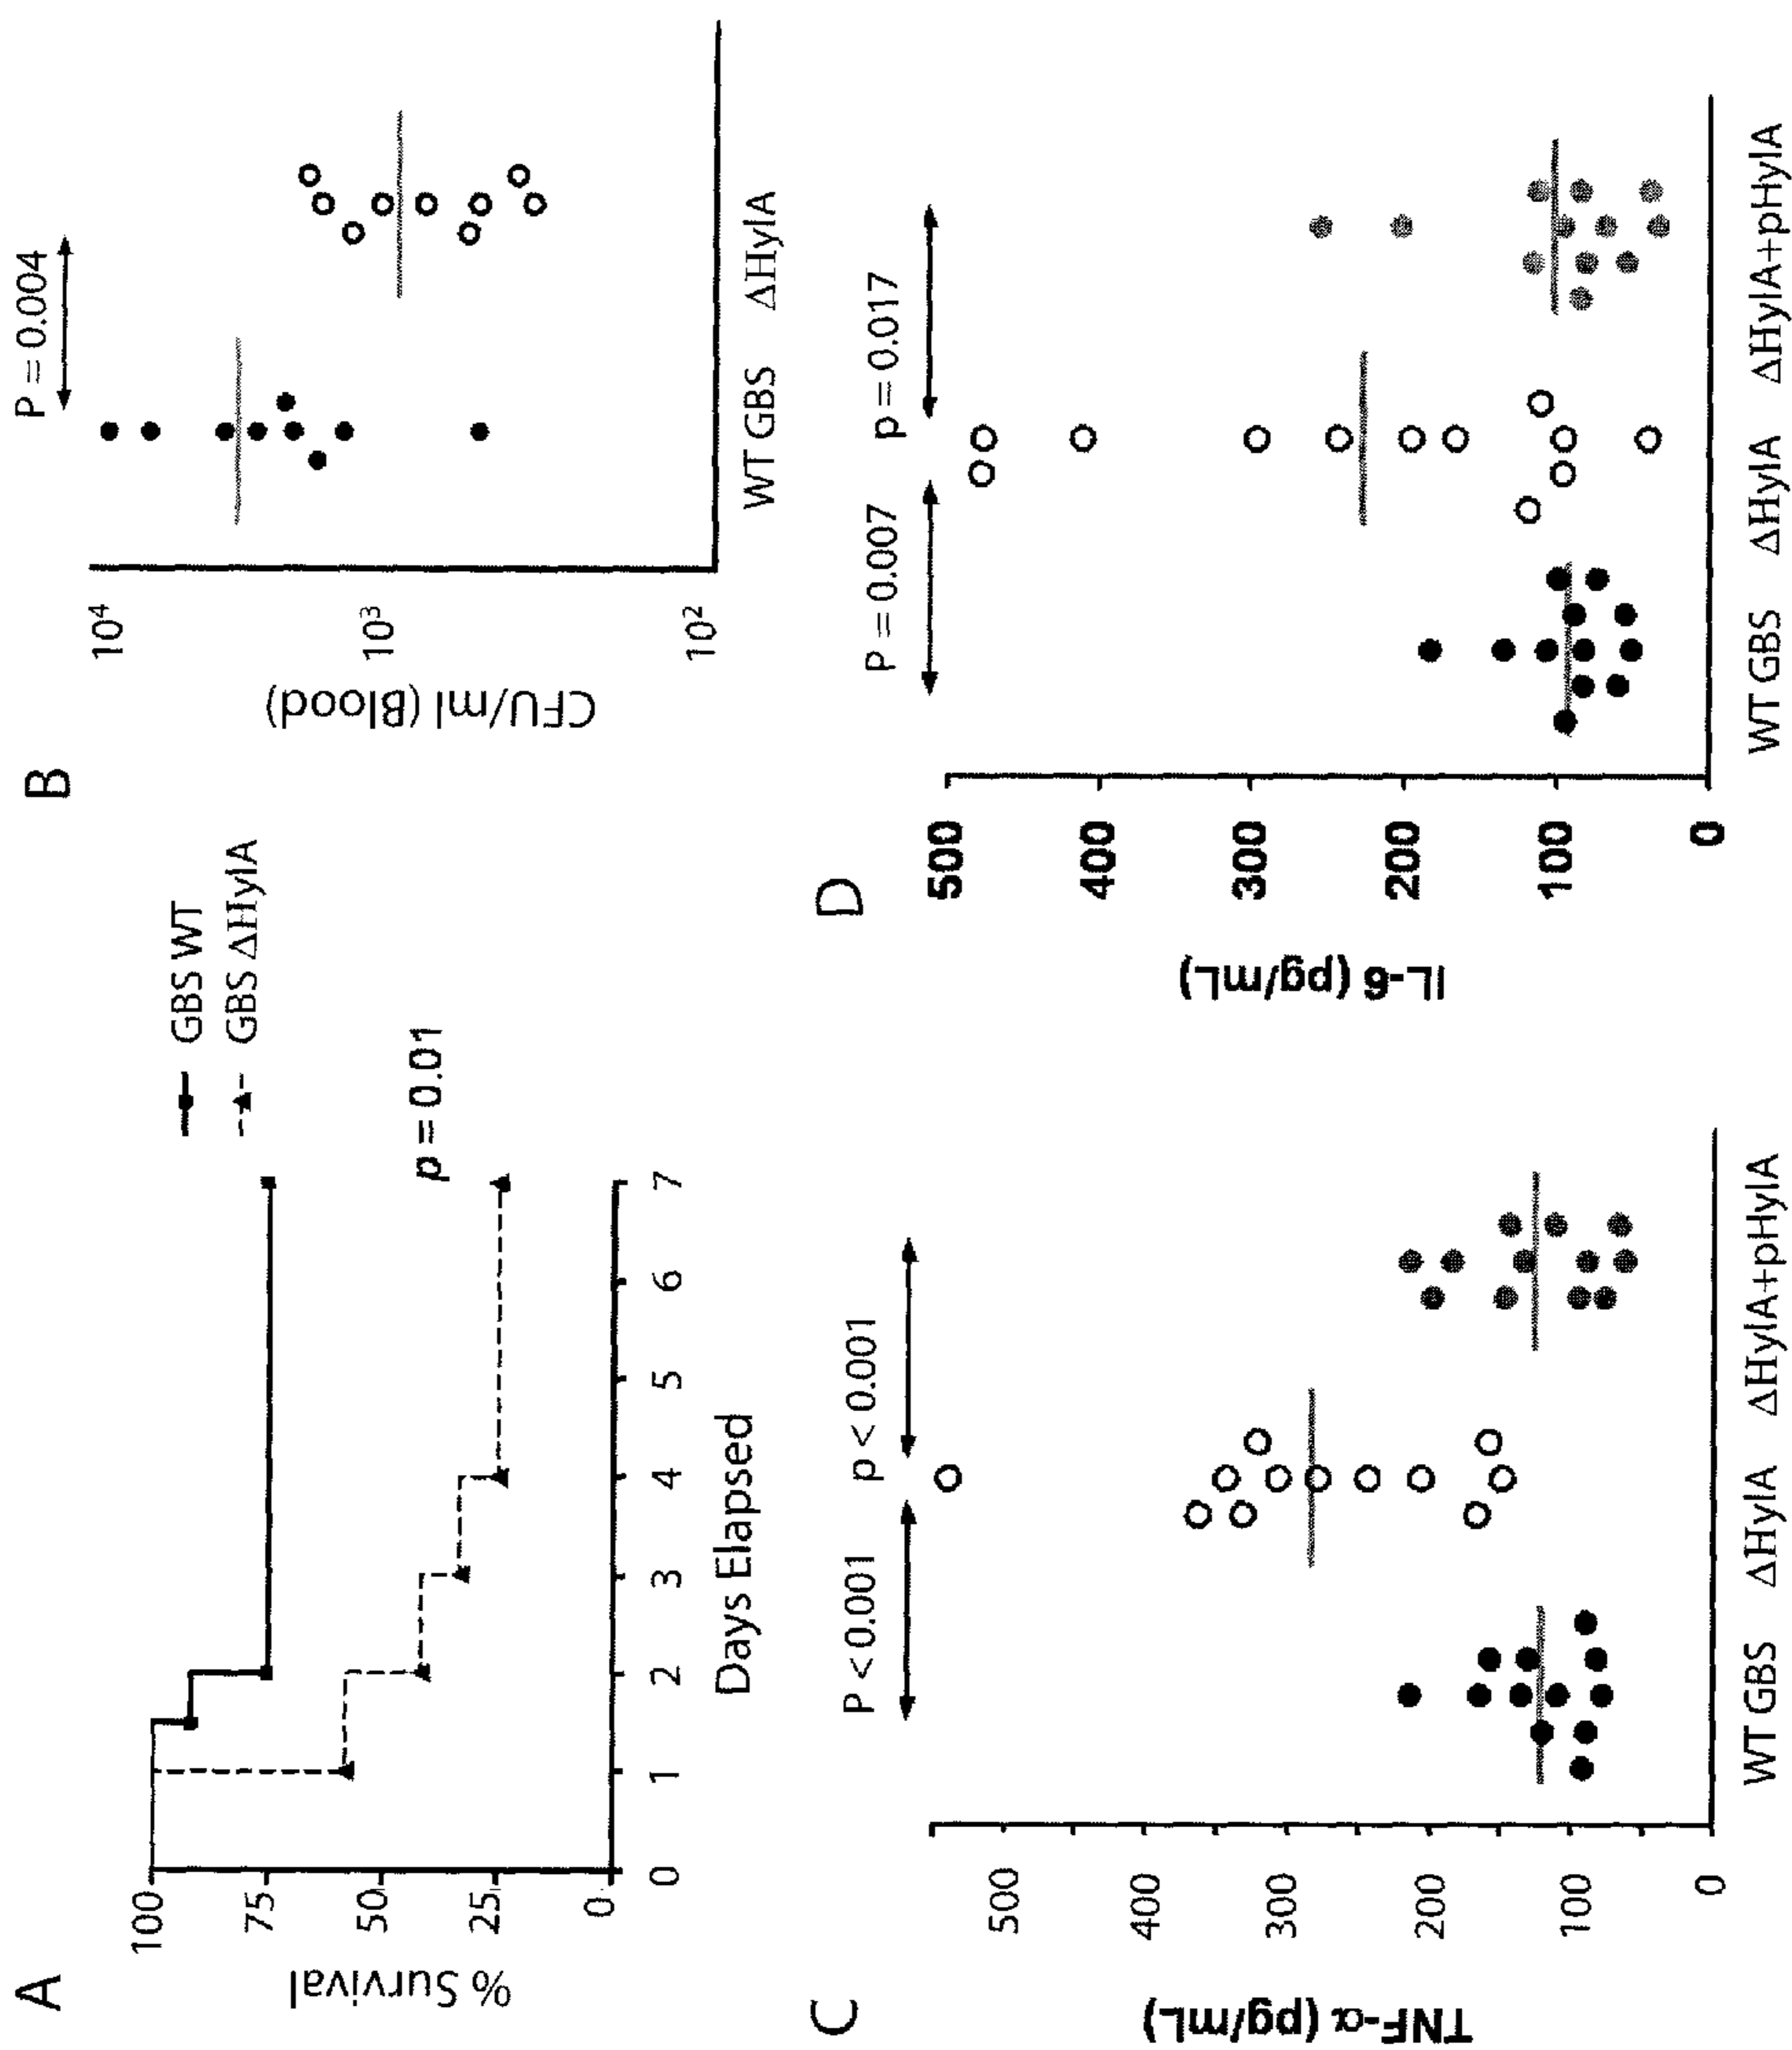 A
% Survival
100
75
50
25
0
0 1 2 3 4 5 6 7
Days Elapsed
GBS WT
GBS ΔHylA
p = 0.01
B
CFU/ml (Blood)
10⁴
10³
10²
P = 0.004
WT GBS ΔHylA
C
TNF-α (pg/mL)
500
400
300
200
100
0
P < 0.001 p < 0.001
WT GBS ΔHylA ΔHylA+pHylA
D
IL-6 (pg/mL)
500
400
300
200
100
0
P = 0.007 p = 0.017
WT GBS ΔHylA ΔHylA+pHylA